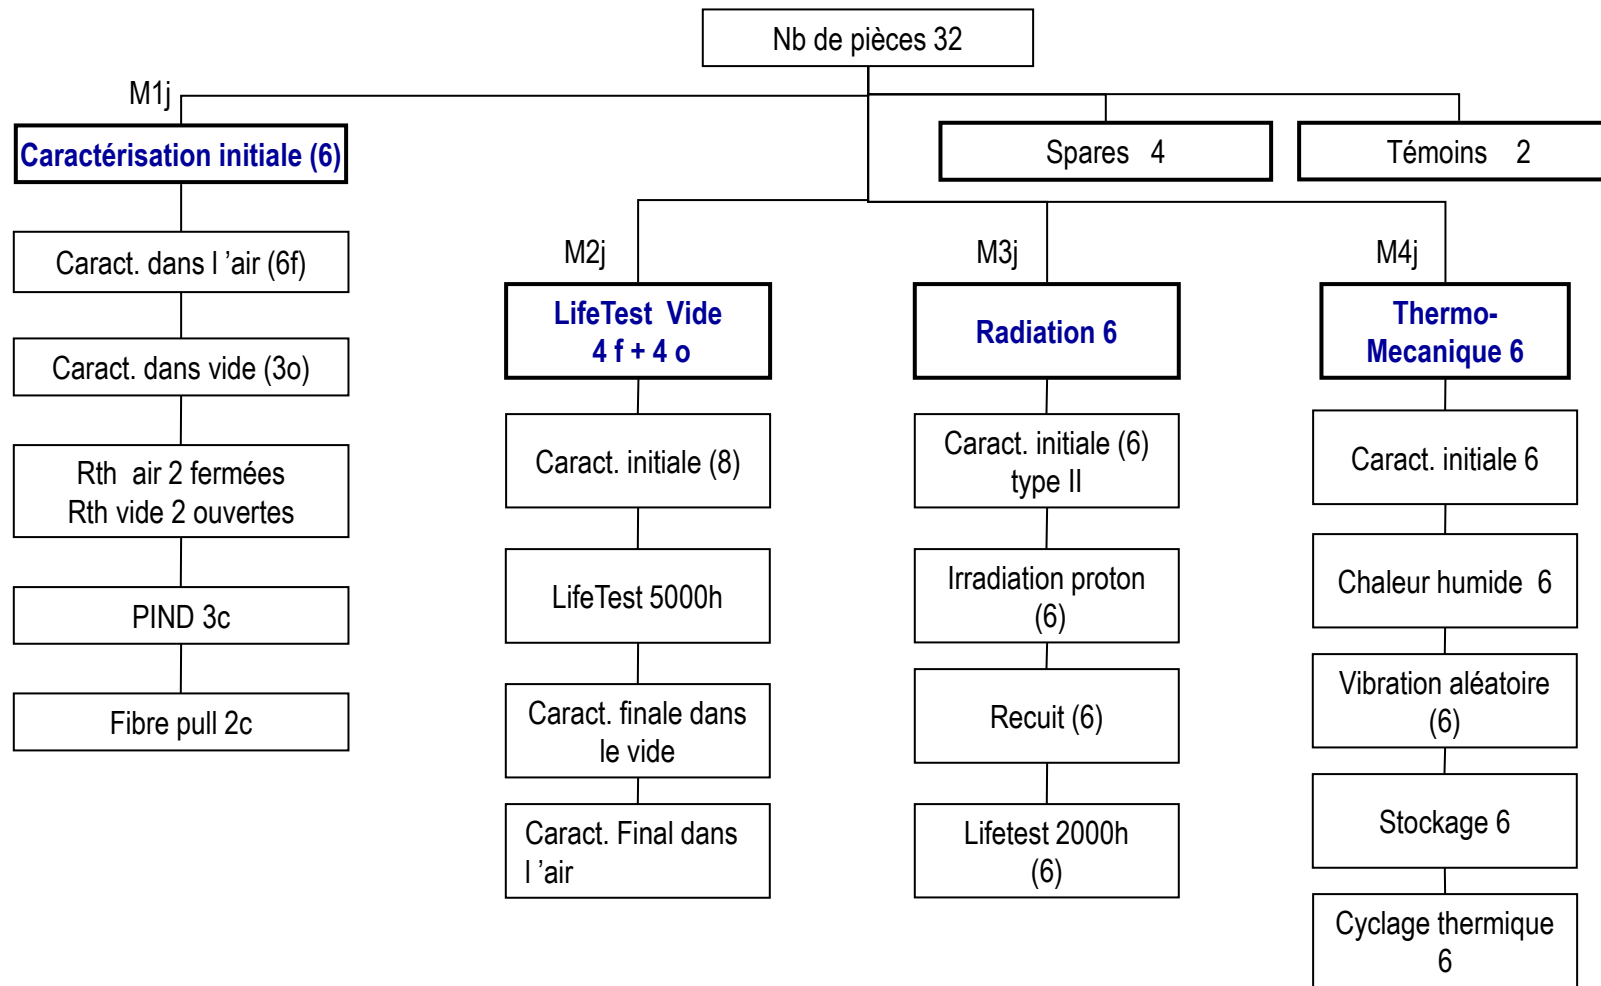 Nb de pièces 32
M1j
Caractérisation initiale (6)
Caract. dans l ’air (6f)
Caract. dans vide (3o)
Rth air 2 fermées
Rth vide 2 ouvertes
PIND 3c
Fibre pull 2c
Spares 4
Témoins 2
M2j
LifeTest Vide
4 f + 4 o
Caract. initiale (8)
LifeTest 5000h
Caract. finale dans
le vide
Caract. Final dans
l ’air
M3j
Radiation 6
Caract. initiale (6)
type II
Irradiation proton
(6)
Recuit (6)
Lifetest 2000h
(6)
M4j
Thermo-
Mecanique 6
Caract. initiale 6
Chaleur humide 6
Vibration aléatoire
(6)
Stockage 6
Cyclage thermique
6